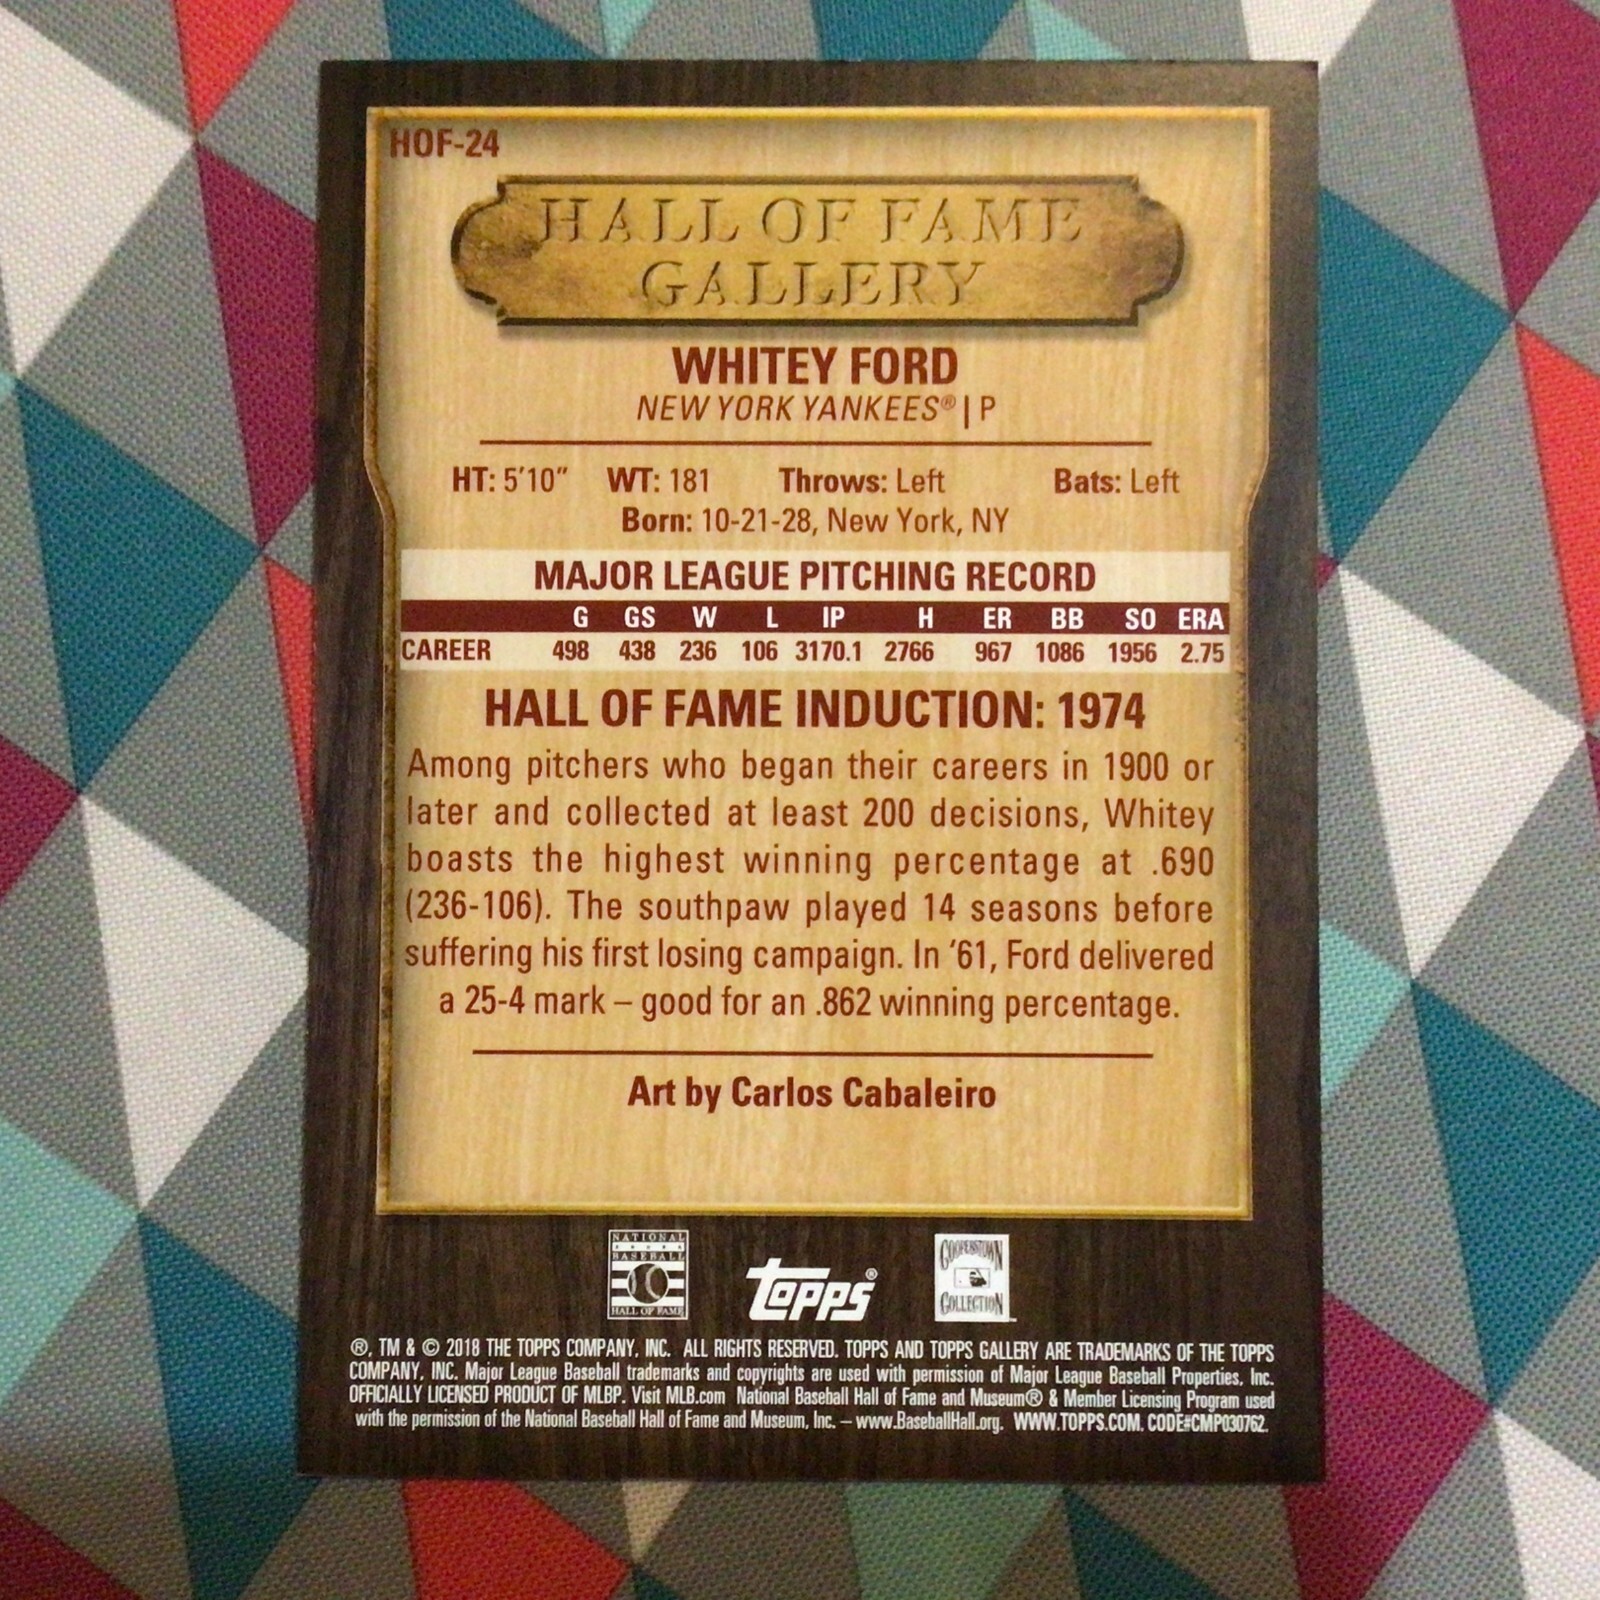 HOF-24
HALL OF FAME
GALLERY
WHITEY FORD
NEW YORK YANKEES® | P
HT: 5'10" WT: 181 Throws: Left Bats: Left
Born: 10-21-28, New York, NY
MAJOR LEAGUE PITCHING RECORD
G GS W L IP H ER BB SO ERA
CAREER 498 438 236 106 3170.1 2766 967 1086 1956 2.75
HALL OF FAME INDUCTION: 1974
Among pitchers who began their careers in 1900 or
later and collected at least 200 decisions, Whitey
boasts the highest winning percentage at .690
(236-106). The southpaw played 14 seasons before
suffering his first losing campaign. In '61, Ford delivered
a 25-4 mark – good for an .862 winning percentage.
Art by Carlos Cabaleiro
NATIONAL
BASEBALL
HALL OF FAME
topps®
COOPERSTOWN
COLLECTION
®, TM & © 2018 THE TOPPS COMPANY, INC. ALL RIGHTS RESERVED. TOPPS AND TOPPS GALLERY ARE TRADEMARKS OF THE TOPPS
COMPANY, INC. Major League Baseball trademarks and copyrights are used with permission of Major League Baseball Properties, Inc.
OFFICIALLY LICENSED PRODUCT OF MLBP. Visit MLB.com National Baseball Hall of Fame and Museum® & Member Licensing Program used
with the permission of the National Baseball Hall of Fame and Museum, Inc. – www.BaseballHall.org. WWW.TOPPS.COM. CODE#CMP030762.